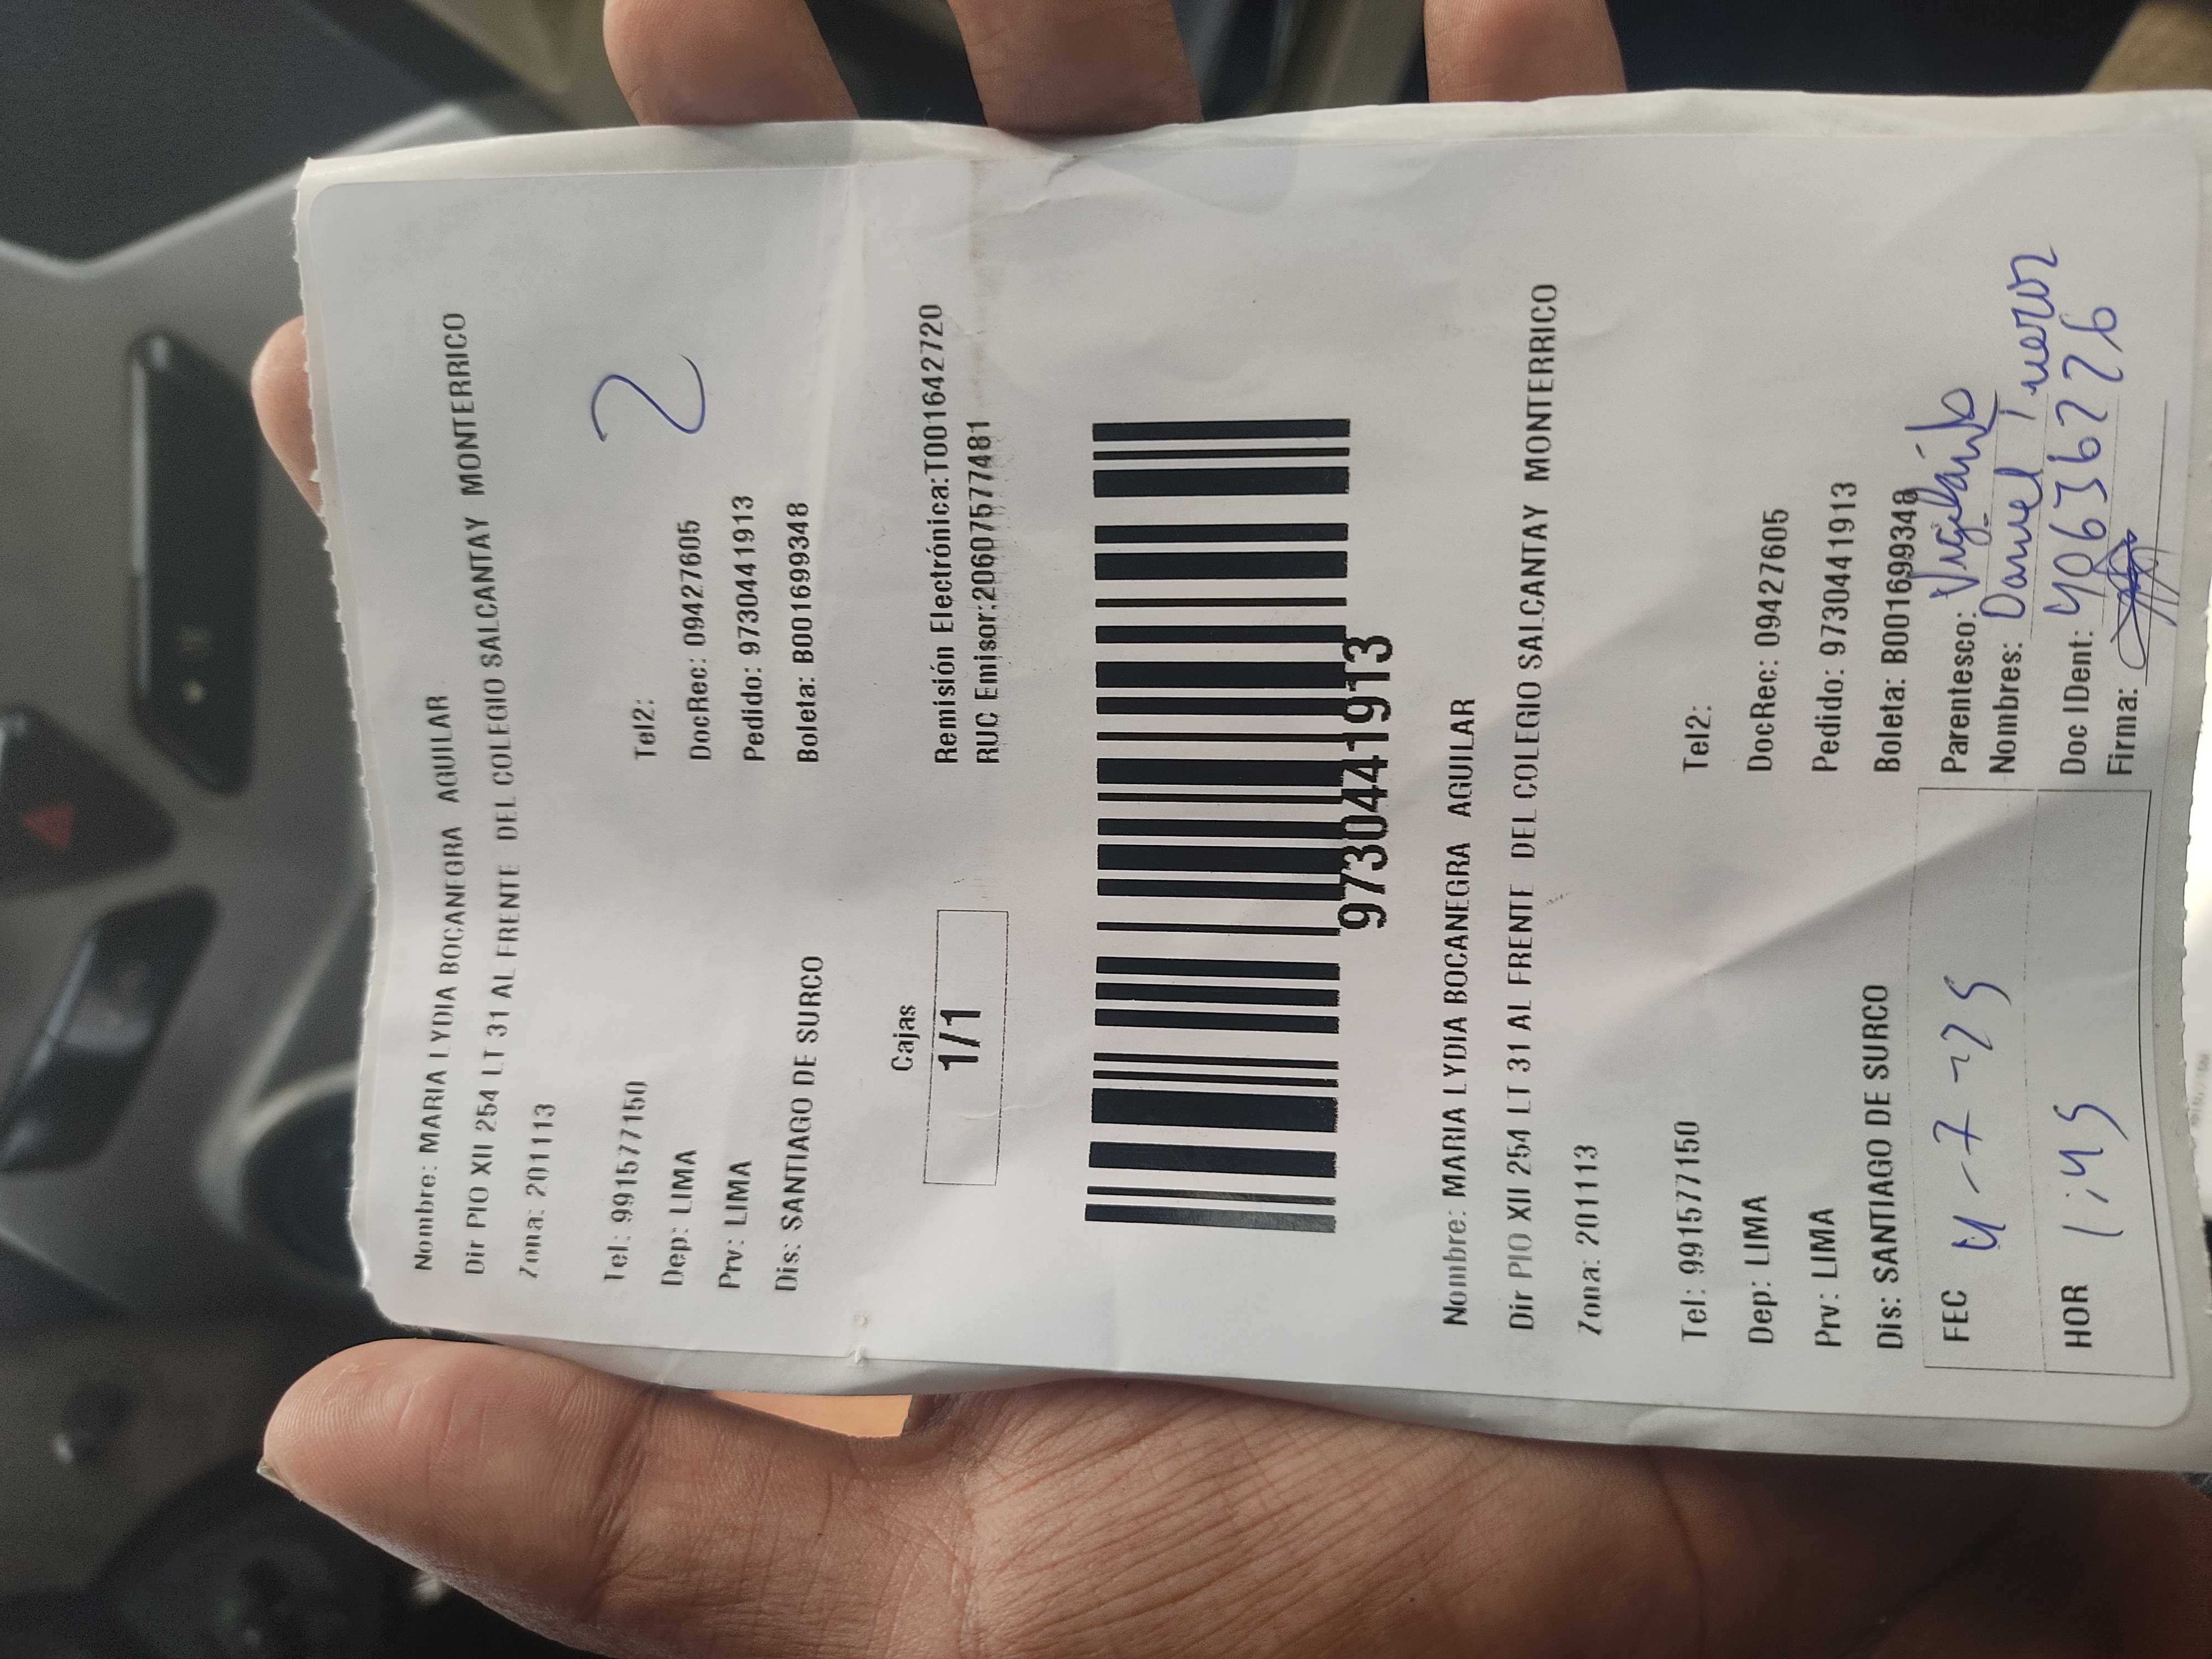 Nombre: MARIA LYDIA BOCANEGRA AGUILAR
Dir PIO XII 254 LT 31 AL FRENTE DEL COLEGIO SALCANTAY MONTERRICO
Zona: 201113
2
Tel: 991577150 Tel2:
Dep: LIMA DocRec: 09427605
Prv: LIMA Pedido: 97304441913
Dis: SANTIAGO DE SURCO Boleta: B001699348
Cajas
1/1
Remisión Electrónica:T001642720
RUC Emisor:20607577481
97304441913
Nombre: MARIA LYDIA BOCANEGRA AGUILAR
Dir PIO XII 254 LT 31 AL FRENTE DEL COLEGIO SALCANTAY MONTERRICO
Zona: 201113
Tel: 991577150 Tel2:
Dep: LIMA DocRec: 09427605
Prv: LIMA Pedido: 97304441913
Dis: SANTIAGO DE SURCO Boleta: B001699348
FEC 4-7-25
HOR 1:45
Parentesco: Vigilante
Nombres: Daniel
Doc IDent: 40636276
Firma: